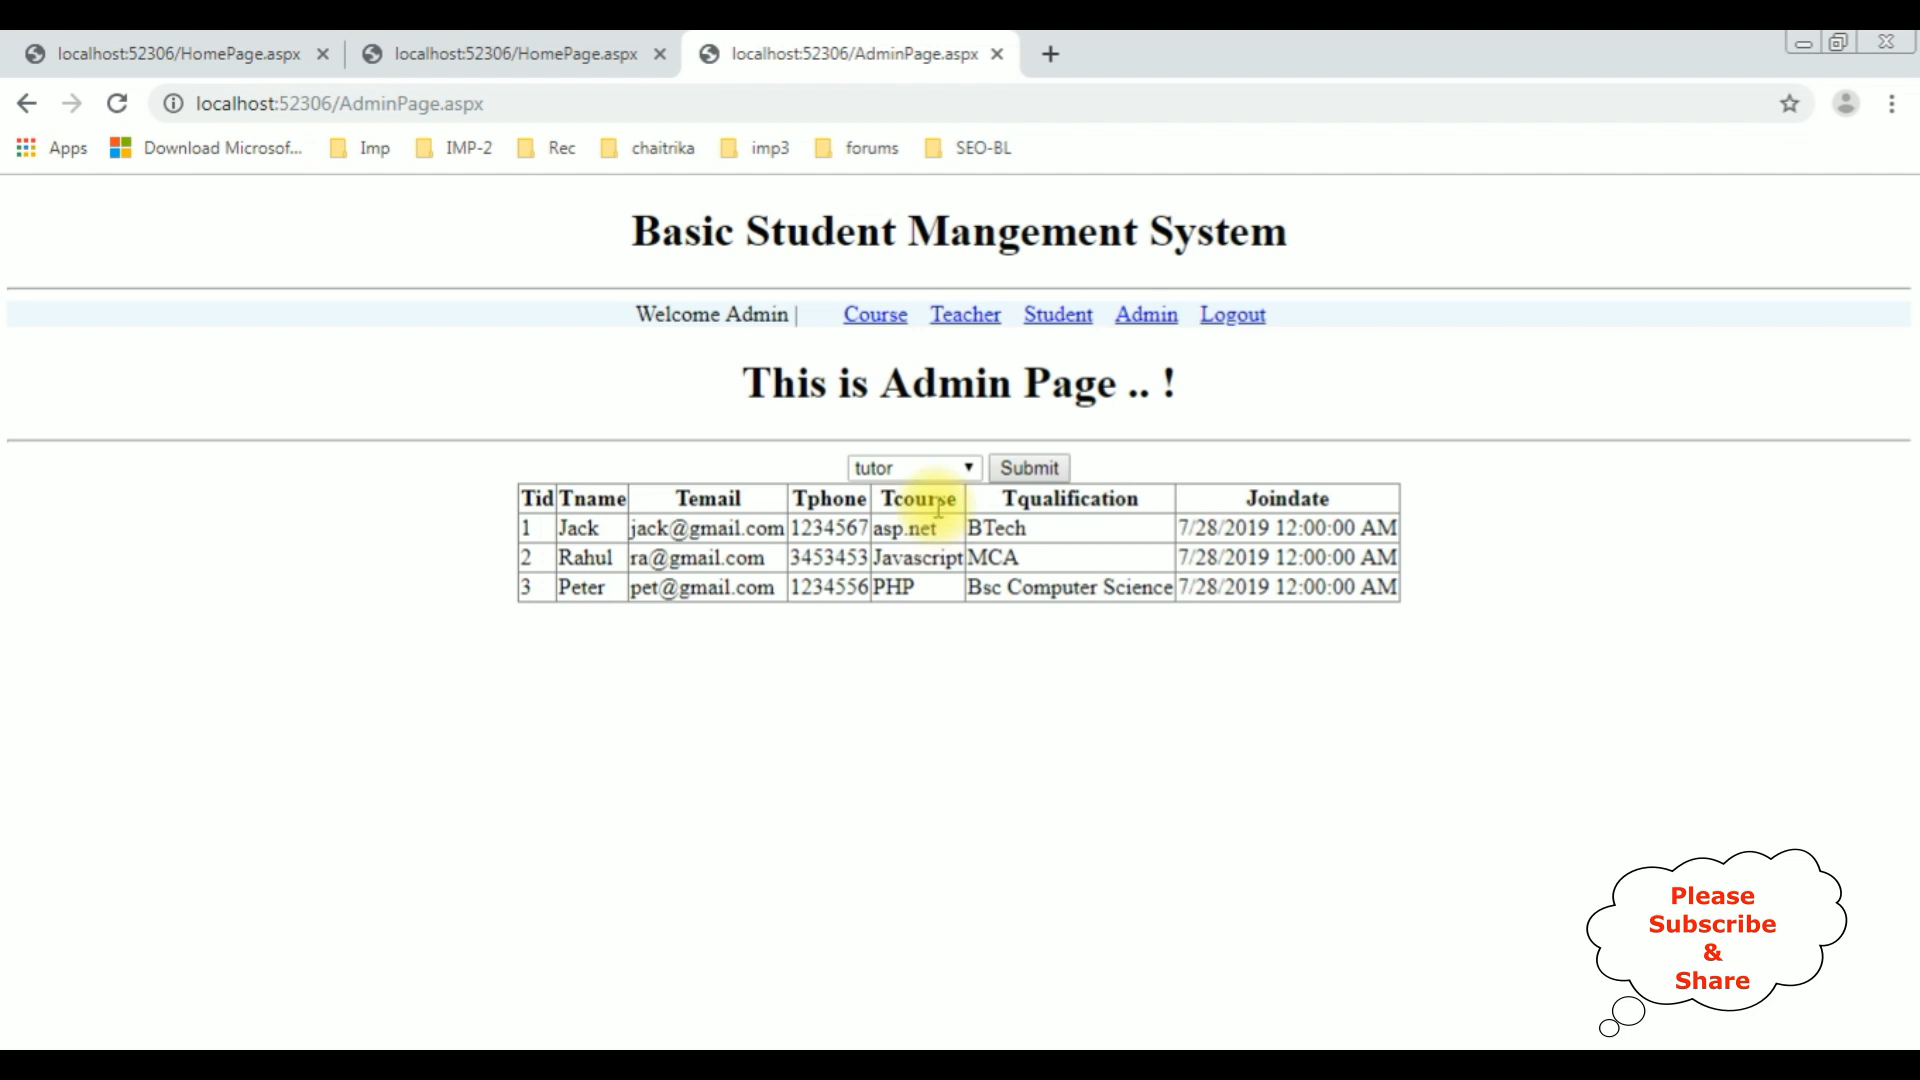 localhost:52306/HomePage.aspx localhost:52306/HomePage.aspx localhost:52306/AdminPage.aspx
localhost:52306/AdminPage.aspx
Apps Download Microsof... Imp IMP-2 Rec chaitrika imp3 forums SEO-BL
Basic Student Mangement System
Welcome Admin | Course Teacher Student Admin Logout
This is Admin Page .. !
tutor Submit
Tid Tname Temail Tphone Tcourse Tqualification Joindate
1 Jack jack@gmail.com 1234567 asp.net BTech 7/28/2019 12:00:00 AM
2 Rahul ra@gmail.com 3453453 Javascript MCA 7/28/2019 12:00:00 AM
3 Peter pet@gmail.com 1234556 PHP Bsc Computer Science 7/28/2019 12:00:00 AM
Please
Subscribe
&
Share